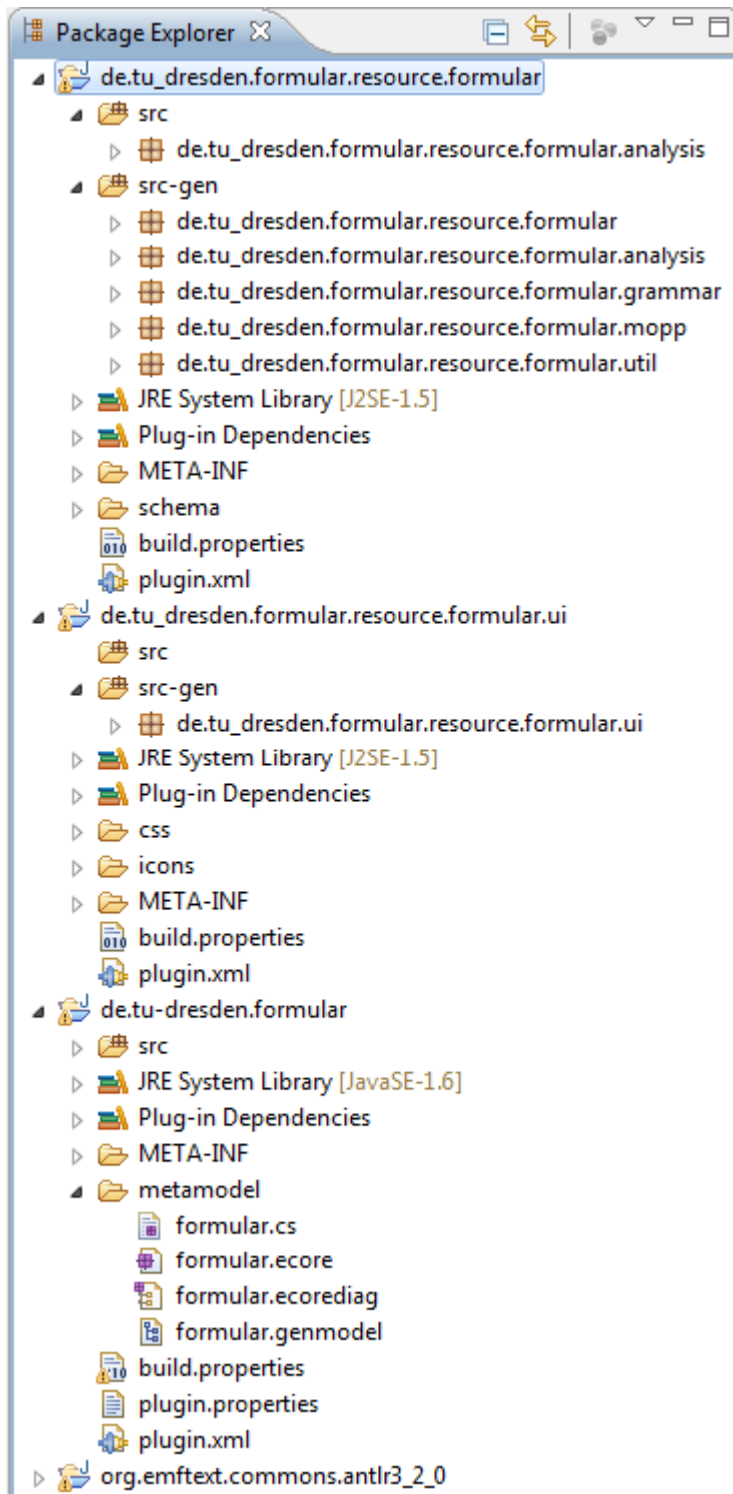 Package Explorer
de.tu_dresden.formular.resource.formular
src
de.tu_dresden.formular.resource.formular.analysis
src-gen
de.tu_dresden.formular.resource.formular
de.tu_dresden.formular.resource.formular.analysis
de.tu_dresden.formular.resource.formular.grammar
de.tu_dresden.formular.resource.formular.mopp
de.tu_dresden.formular.resource.formular.util
JRE System Library [J2SE-1.5]
Plug-in Dependencies
META-INF
schema
build.properties
plugin.xml
de.tu_dresden.formular.resource.formular.ui
src
src-gen
de.tu_dresden.formular.resource.formular.ui
JRE System Library [J2SE-1.5]
Plug-in Dependencies
css
icons
META-INF
build.properties
plugin.xml
de.tu-dresden.formular
src
JRE System Library [JavaSE-1.6]
Plug-in Dependencies
META-INF
metamodel
formular.cs
formular.ecore
formular.ecorediag
formular.genmodel
build.properties
plugin.properties
plugin.xml
org.emftext.commons.antlr3_2_0